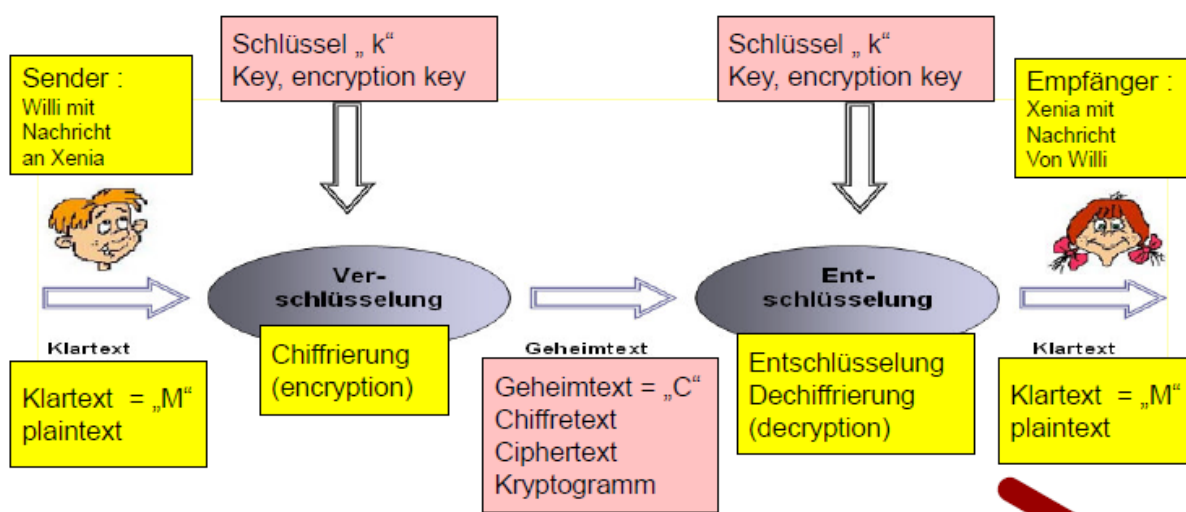 Schlüssel „ k“
Key, encryption key
Schlüssel „ k“
Key, encryption key
Sender :
Willi mit
Nachricht
an Xenia
Empfänger :
Xenia mit
Nachricht
Von Willi
Ver-
schlüsselung
Ent-
schlüsselung
Klartext
Geheimtext
Klartext
Klartext = „M“
plaintext
Chiffrierung
(encryption)
Geheimtext = „C“
Chiffretext
Ciphertext
Kryptogramm
Entschlüsselung
Dechiffrierung
(decryption)
Klartext = „M“
plaintext